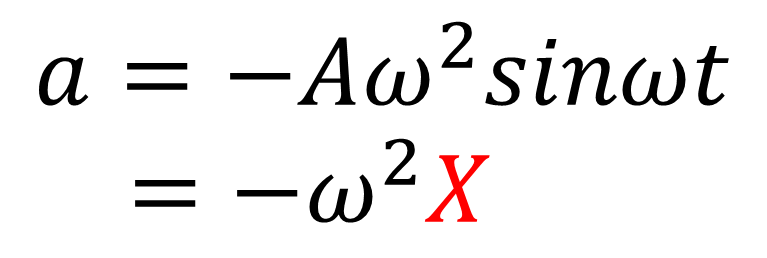 a = −Aω²sinωt
= −ω²X